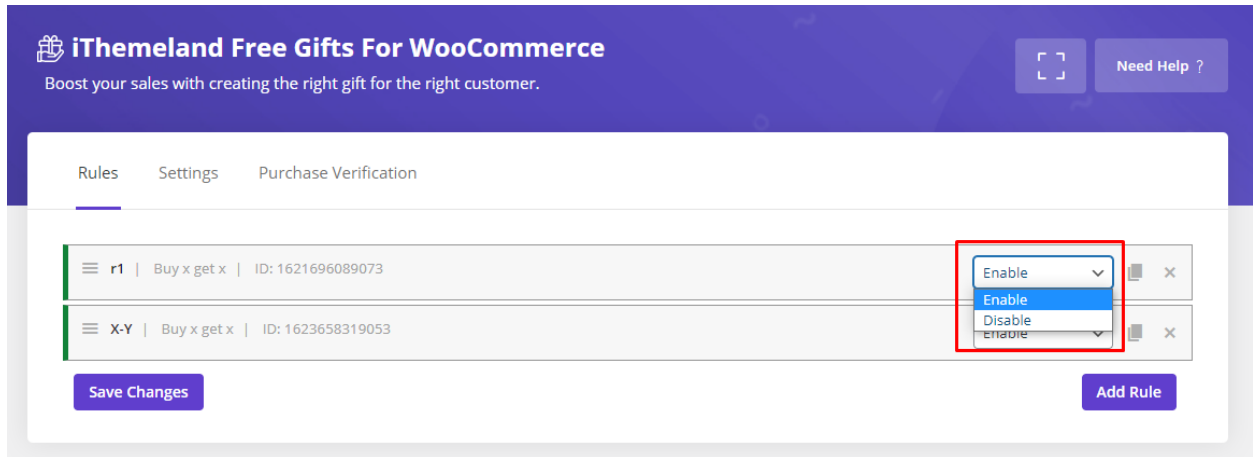 iThemeland Free Gifts For WooCommerce
Boost your sales with creating the right gift for the right customer.
Need Help ?
Rules Settings Purchase Verification
r1 | Buy x get x | ID: 1621696089073
Enable
Enable
Disable
X-Y | Buy x get x | ID: 1623658319053
Enable
Save Changes
Add Rule